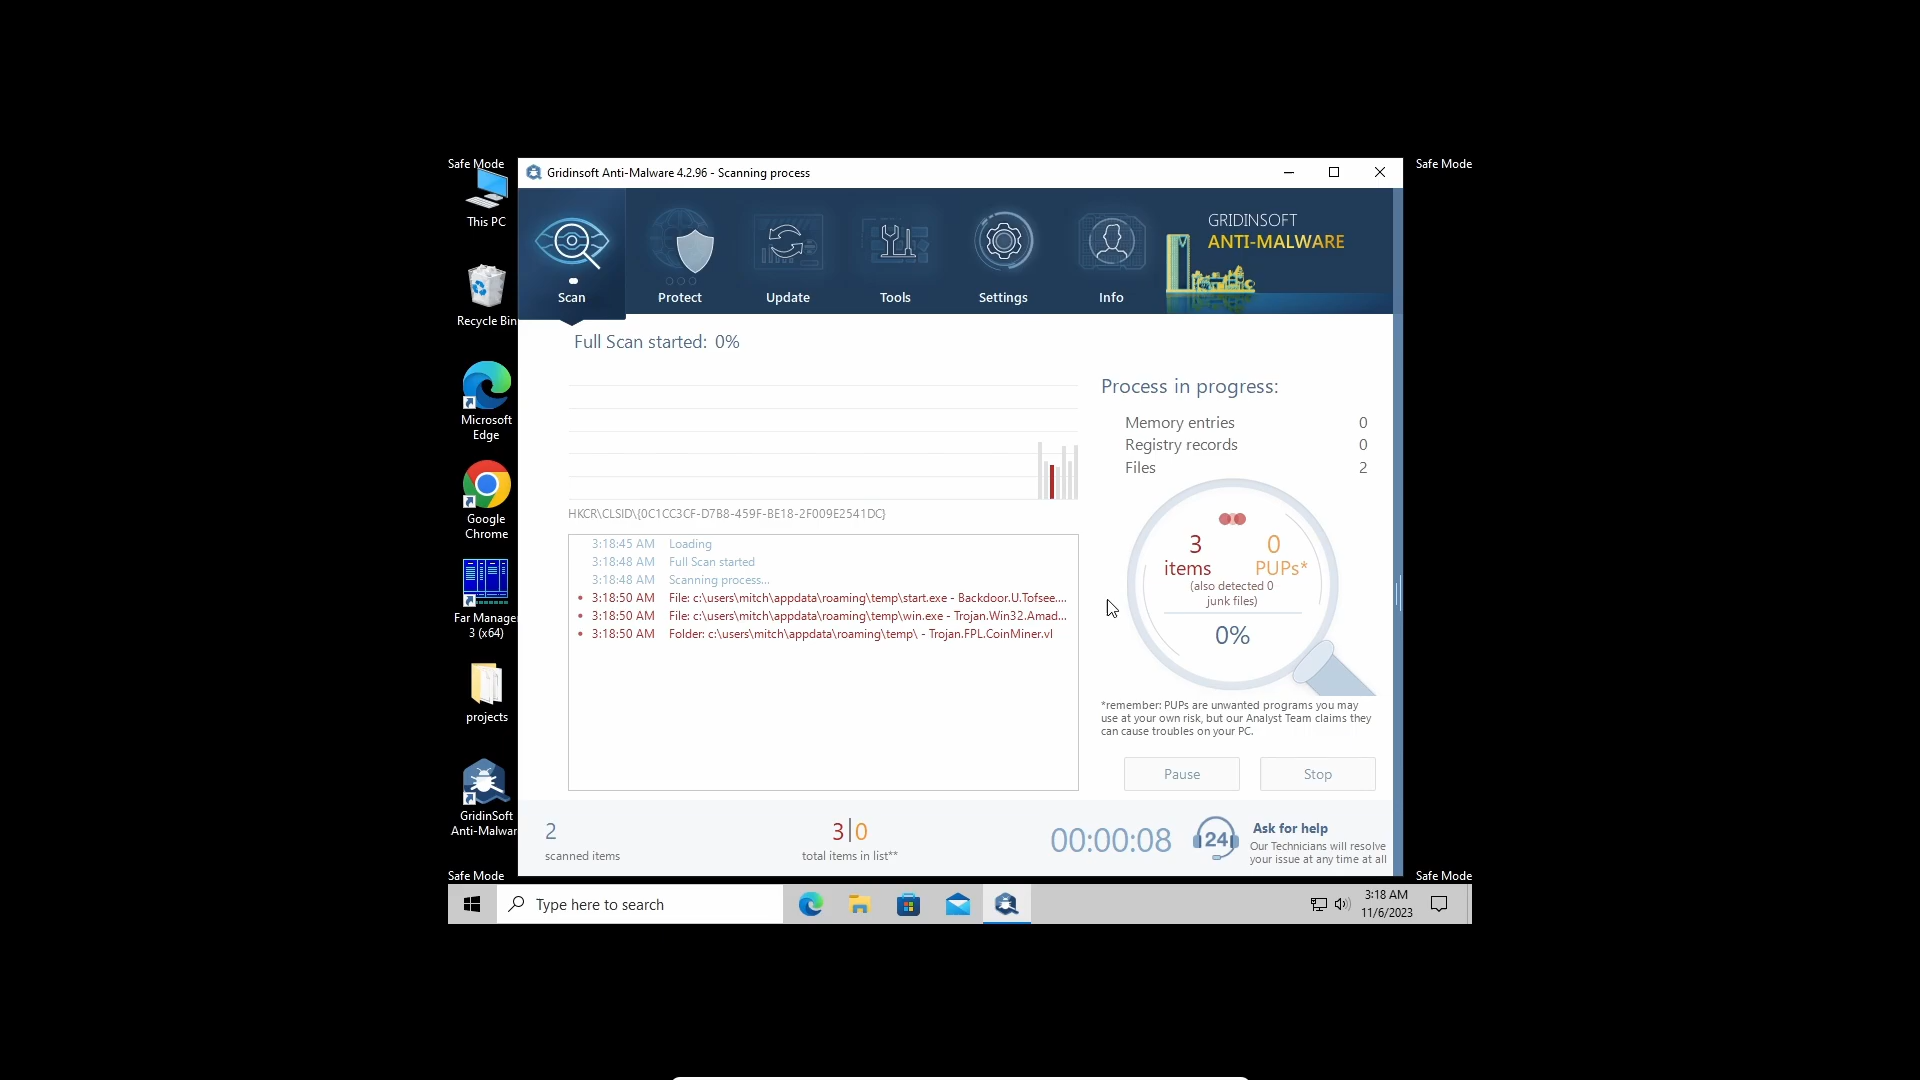 Safe Mode
Safe Mode
Gridinsoft Anti-Malware 4.2.96 - Scanning process
This PC
Recycle Bin
Microsoft
Edge
Google
Chrome
Far Manage
3 (x64)
projects
GridinSoft
Anti-Malwar
Scan
Protect
Update
Tools
Settings
Info
GRIDINSOFT
ANTI-MALWARE
Full Scan started: 0%
HKCR\CLSID\{0C1CC3CF-D7B8-459F-BE18-2F009E2541DC}
3:18:45 AM Loading
3:18:48 AM Full Scan started
3:18:48 AM Scanning process...
• 3:18:50 AM File: c:\users\mitch\appdata\roaming\temp\start.exe - Backdoor.U.Tofsee....
• 3:18:50 AM File: c:\users\mitch\appdata\roaming\temp\win.exe - Trojan.Win32.Amad...
• 3:18:50 AM Folder: c:\users\mitch\appdata\roaming\temp\ - Trojan.FPL.CoinMiner.vl
Process in progress:
Memory entries 0
Registry records 0
Files 2
3 0
items PUPs*
(also detected 0
junk files)
0%
*remember: PUPs are unwanted programs you may
use at your own risk, but our Analyst Team claims they
can cause troubles on your PC.
Pause
Stop
2
scanned items
3|0
total items in list**
00:00:08
24
Ask for help
Our Technicians will resolve
your issue at any time at all
Safe Mode
Safe Mode
Type here to search
3:18 AM
11/6/2023